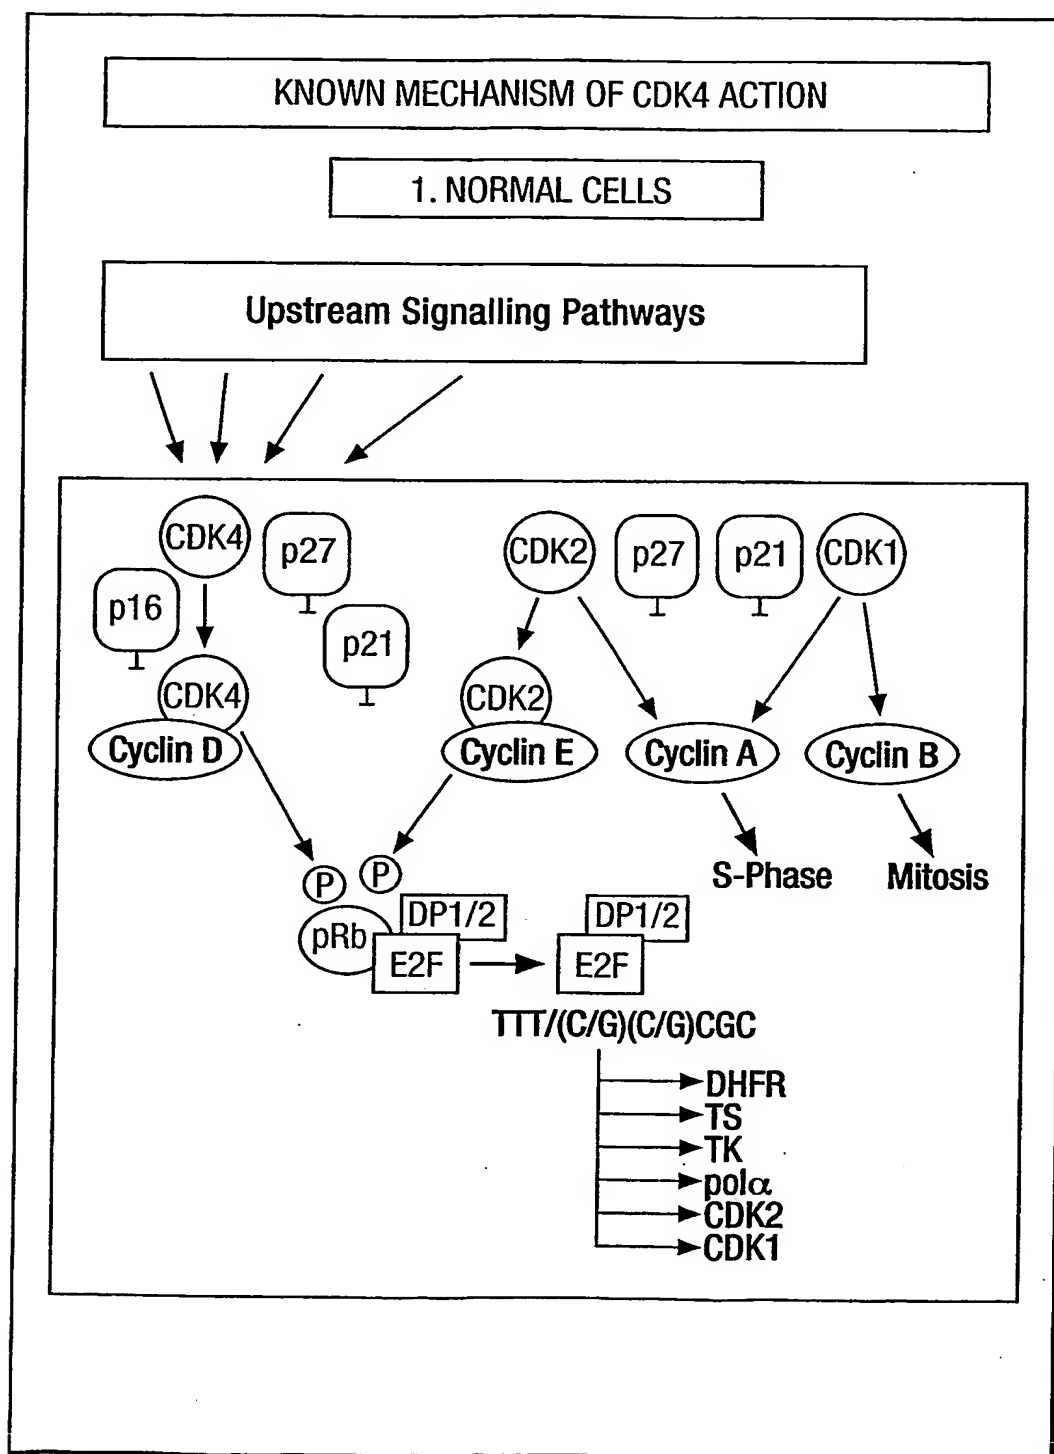 KNOWN MECHANISM OF CDK4 ACTION
1. NORMAL CELLS
Upstream Signalling Pathways
CDK4
p27
CDK2
p27
p21
CDK1
p16
p21
CDK4
CDK2
Cyclin D
Cyclin E
Cyclin A
Cyclin B
P
P
S-Phase
Mitosis
pRb
DP1/2
E2F
DP1/2
E2F
TTT/(C/G)(C/G)CGC
DHFR
TS
TK
polα
CDK2
CDK1